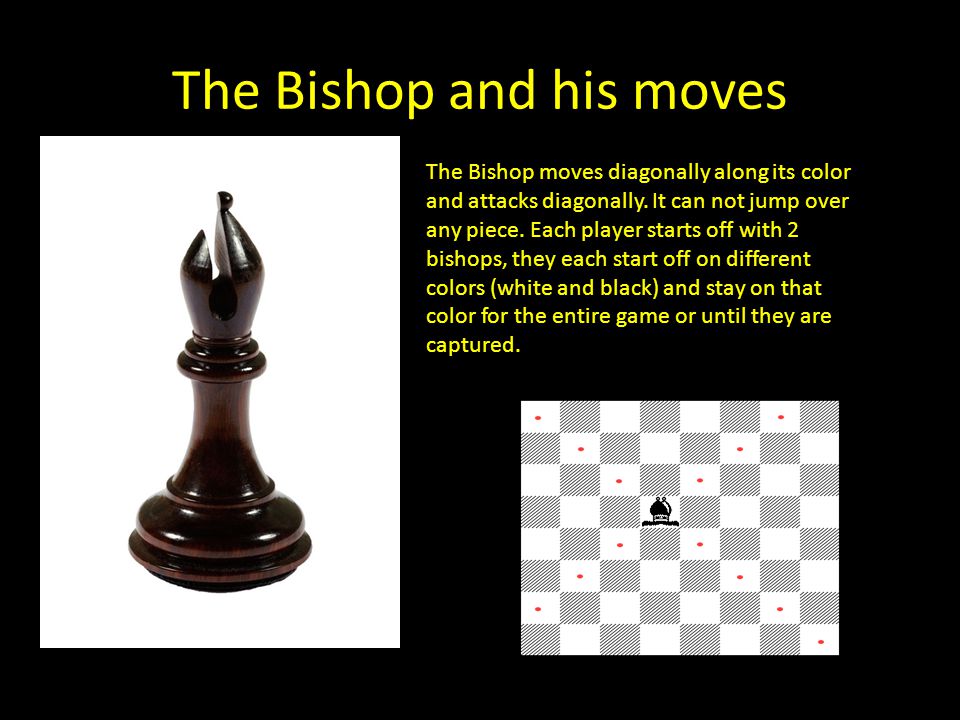 The Bishop and his moves
The Bishop moves diagonally along its color
and attacks diagonally. It can not jump over
any piece. Each player starts off with 2
bishops, they each start off on different
colors (white and black) and stay on that
color for the entire game or until they are
captured.